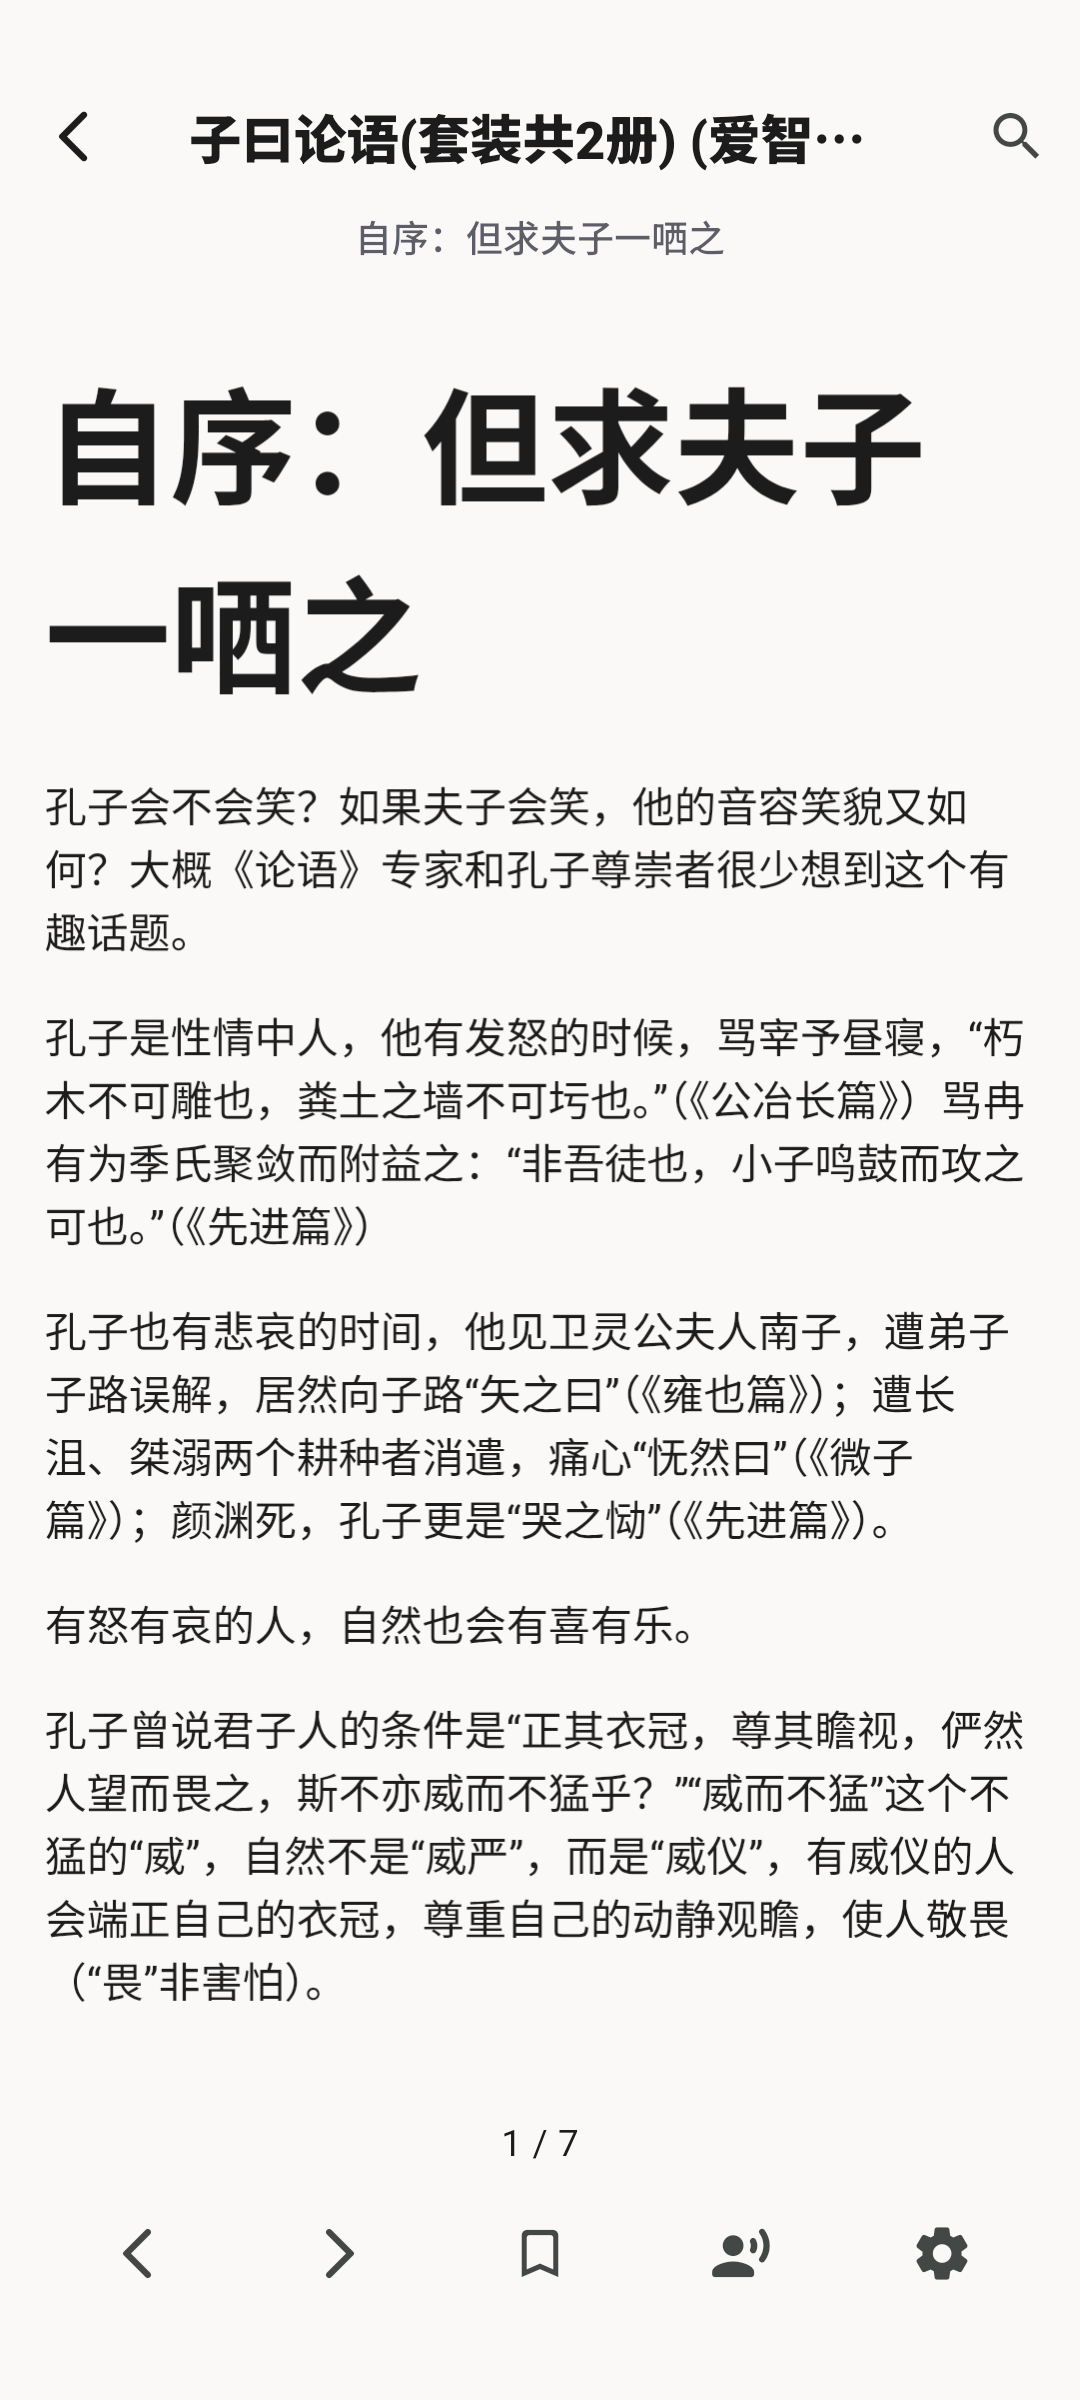 子曰论语(套装共2册) (爱智…
自序：但求夫子一哂之
自序：但求夫子
一哂之
孔子会不会笑？如果夫子会笑，他的音容笑貌又如
何？大概《论语》专家和孔子尊崇者很少想到这个有
趣话题。
孔子是性情中人，他有发怒的时候，骂宰予昼寝，“朽
木不可雕也，粪土之墙不可圬也。”（《公冶长篇》）骂冉
有为季氏聚敛而附益之：“非吾徒也，小子鸣鼓而攻之
可也。”（《先进篇》）
孔子也有悲哀的时间，他见卫灵公夫人南子，遭弟子
子路误解，居然向子路“矢之曰”（《雍也篇》）；遭长
沮、桀溺两个耕种者消遣，痛心“怃然曰”（《微子
篇》）；颜渊死，孔子更是“哭之恸”（《先进篇》）。
有怒有哀的人，自然也会有喜有乐。
孔子曾说君子人的条件是“正其衣冠，尊其瞻视，俨然
人望而畏之，斯不亦威而不猛乎？”“威而不猛”这个不
猛的“威”，自然不是“威严”，而是“威仪”，有威仪的人
会端正自己的衣冠，尊重自己的动静观瞻，使人敬畏
（“畏”非害怕）。
1 / 7